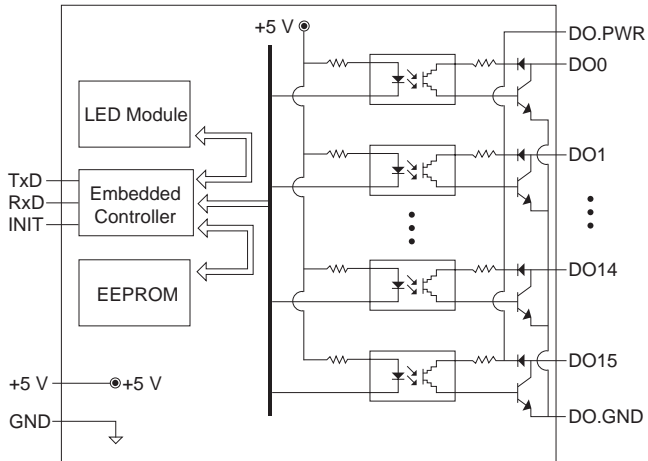 +5 V
DO.PWR
DO0
LED Module
DO1
TxD
RxD
INIT
Embedded
Controller
EEPROM
DO14
DO15
+5 V
+5 V
GND
DO.GND